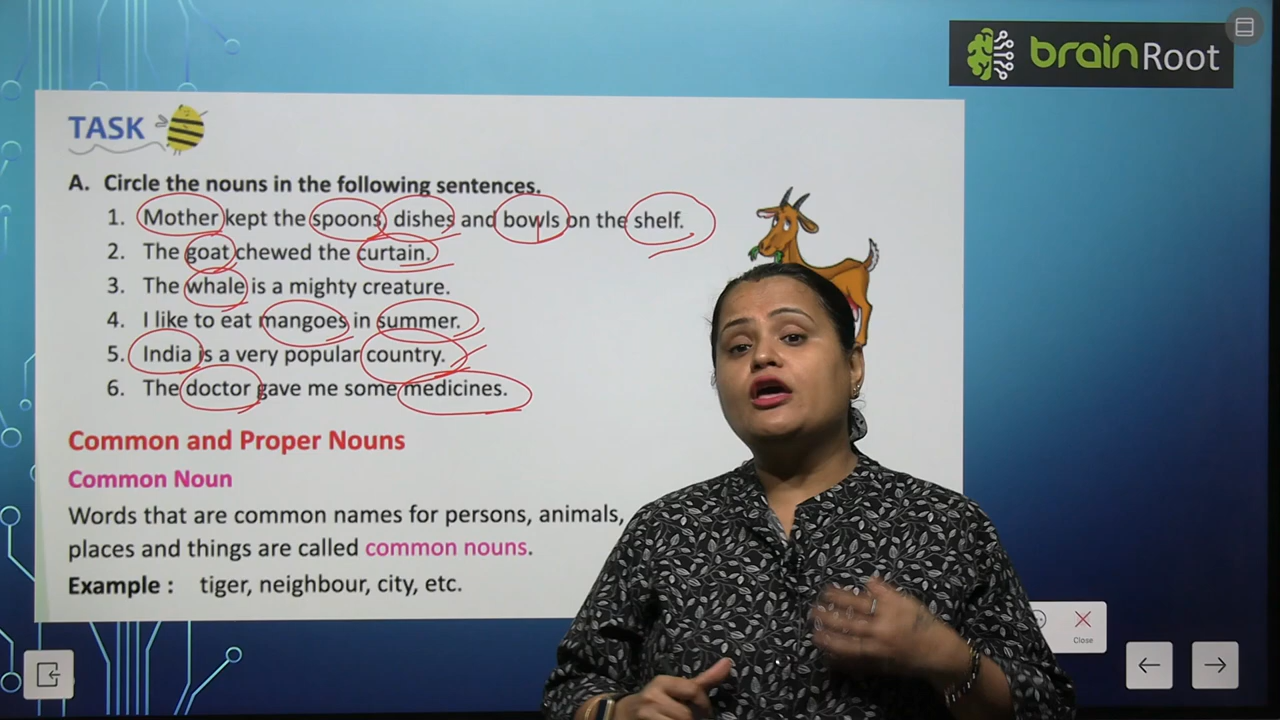 brainRoot
TASK
A. Circle the nouns in the following sentences.
1. Mother kept the spoons, dishes and bowls on the shelf.
2. The goat chewed the curtain.
3. The whale is a mighty creature.
4. I like to eat mangoes in summer.
5. India is a very popular country.
6. The doctor gave me some medicines.
Common and Proper Nouns
Common Noun
Words that are common names for persons, animals,
places and things are called common nouns.
Example : tiger, neighbour, city, etc.
Close